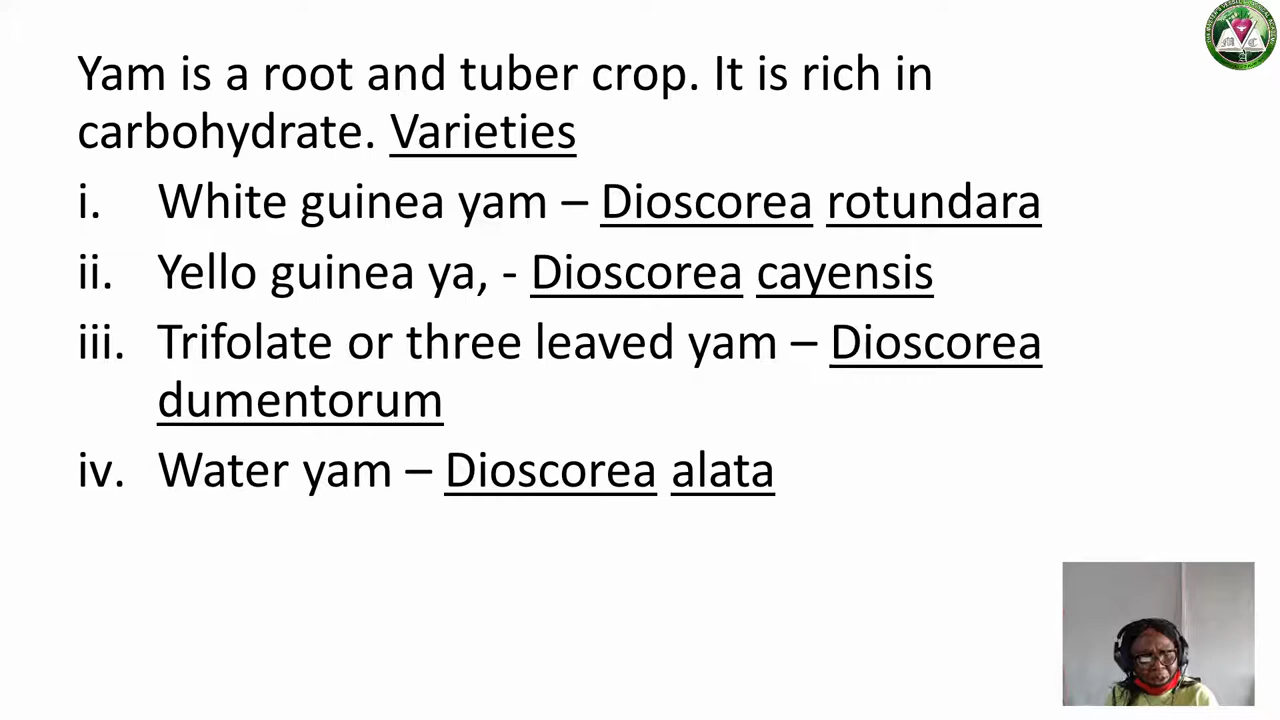 Yam is a root and tuber crop. It is rich in
carbohydrate. Varieties
i. White guinea yam – Dioscorea rotundara
ii. Yello guinea ya, - Dioscorea cayensis
iii. Trifolate or three leaved yam – Dioscorea
dumentorum
iv. Water yam – Dioscorea alata